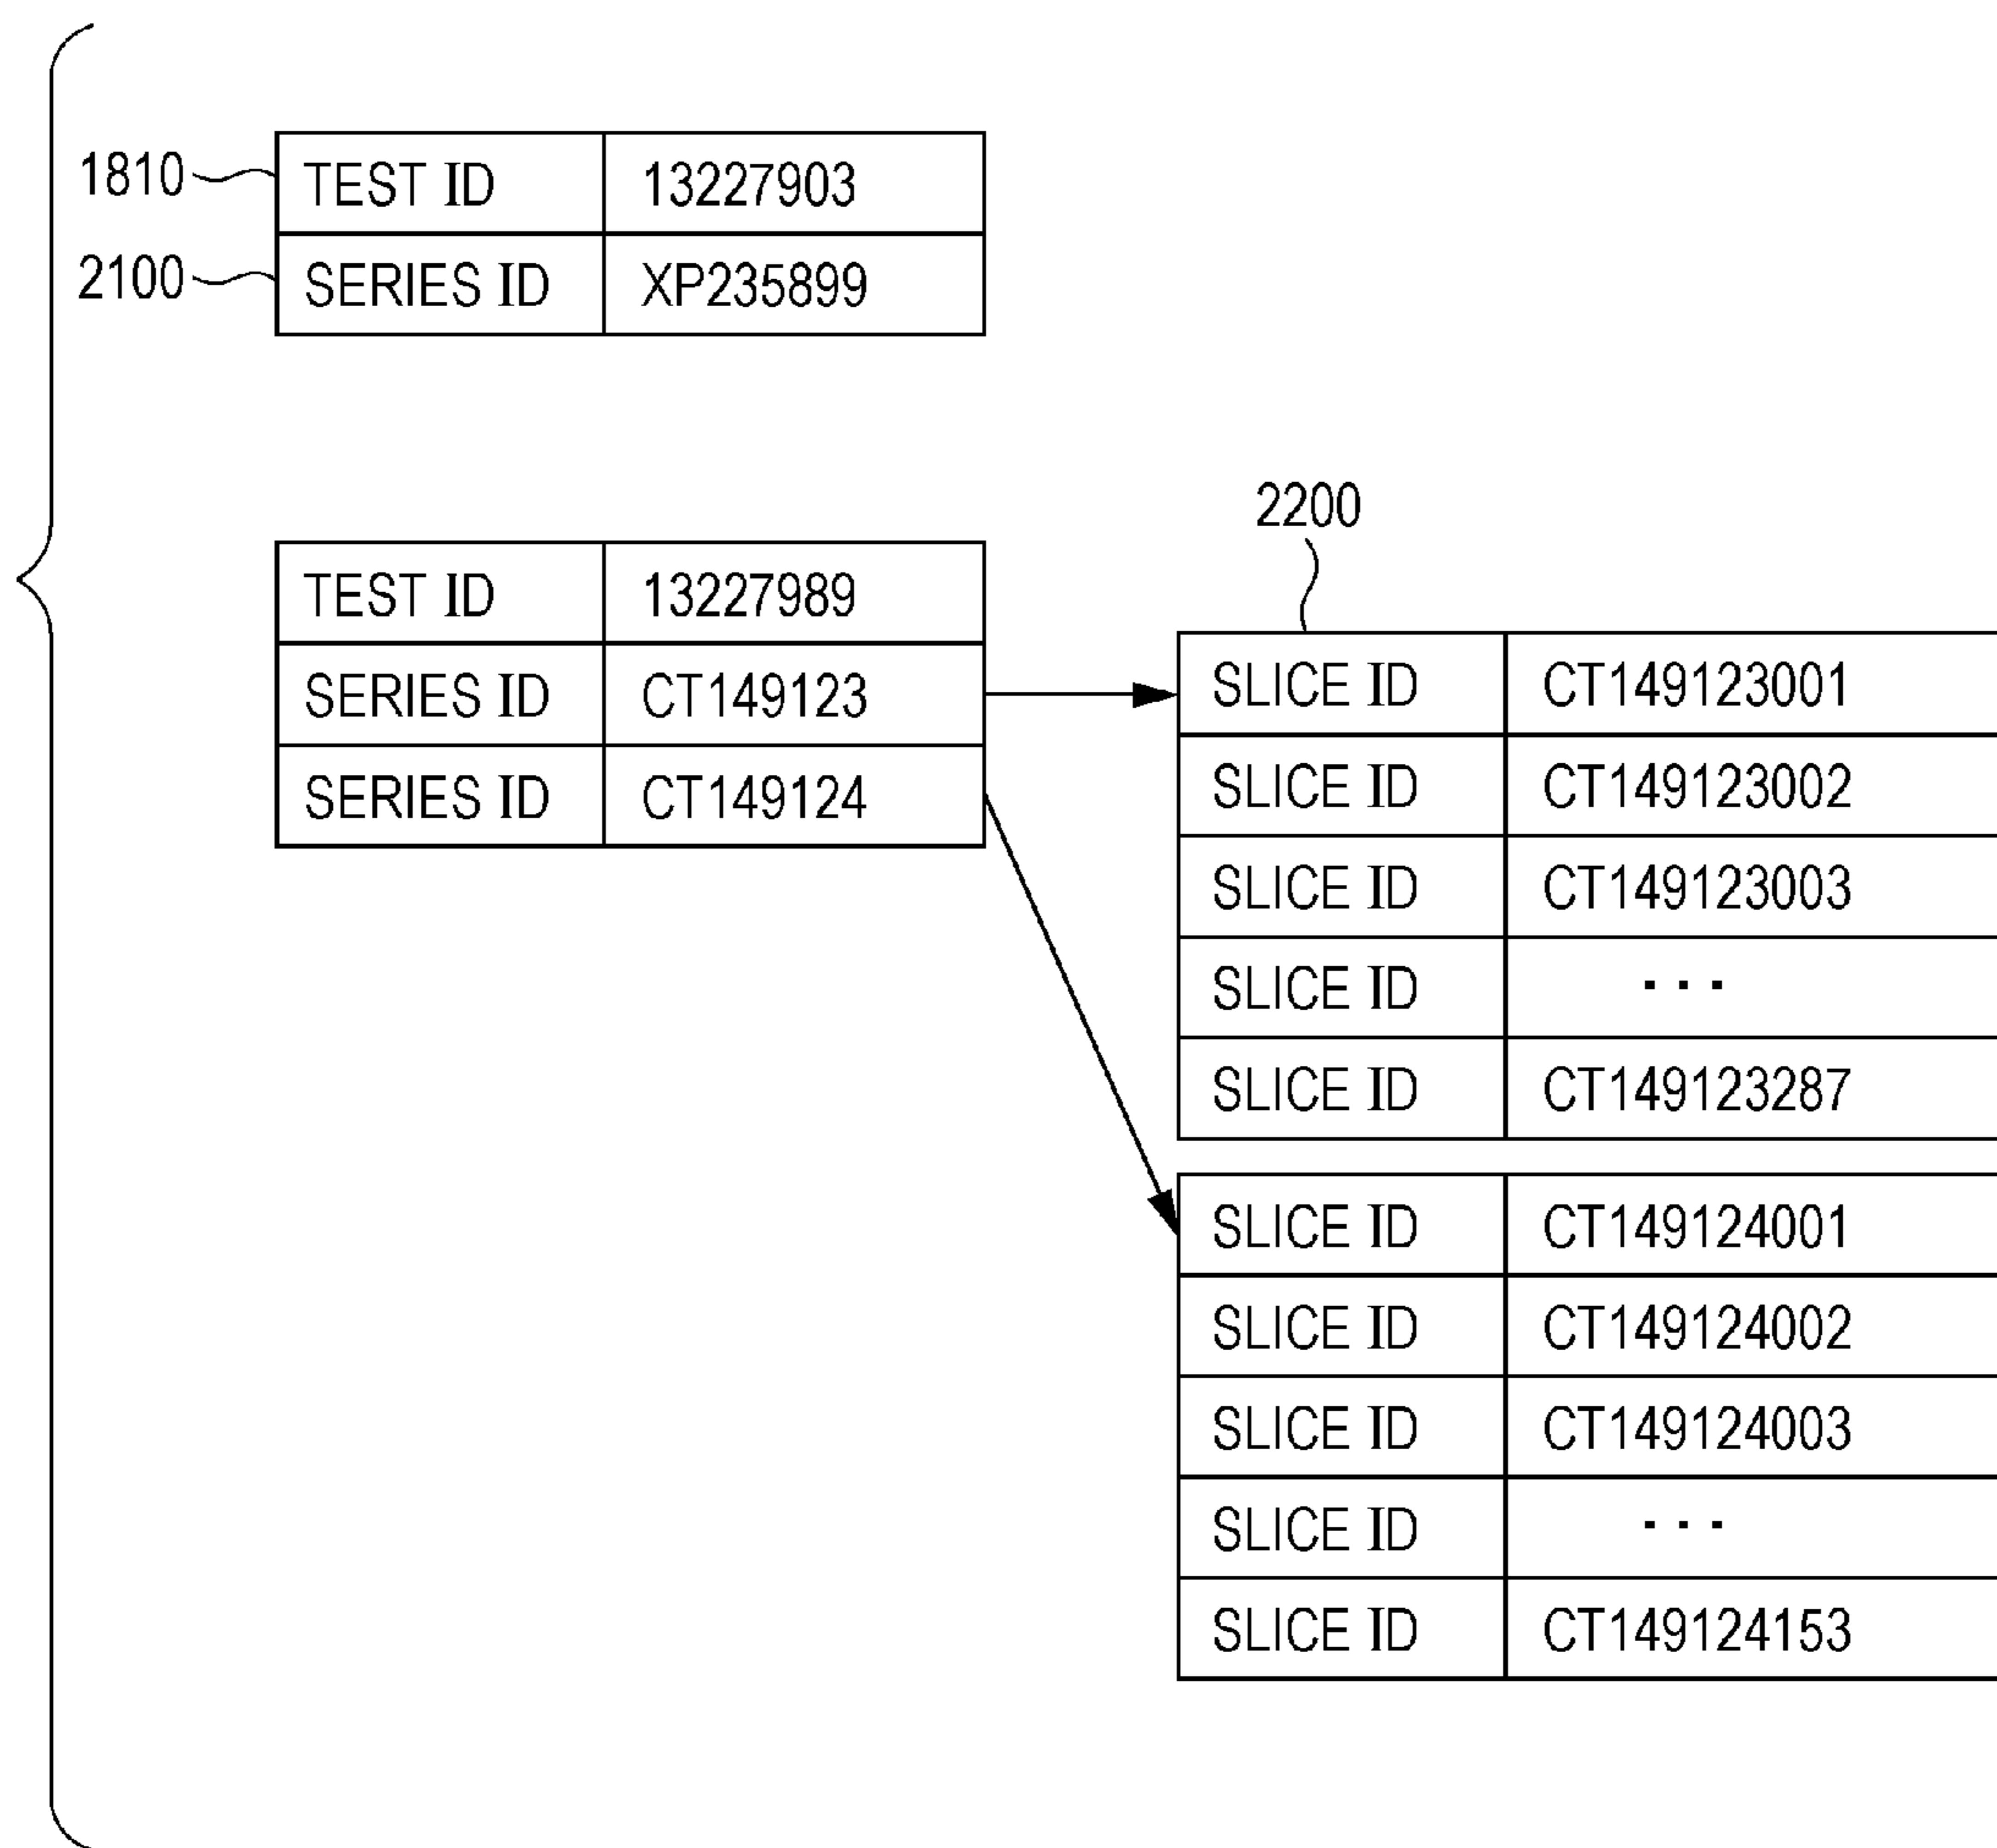 1810 TEST ID 13227903
2100 SERIES ID XP235899
2200
TEST ID 13227989
SERIES ID CT149123
SERIES ID CT149124
SLICE ID CT149123001
SLICE ID CT149123002
SLICE ID CT149123003
SLICE ID ...
SLICE ID CT149123287
SLICE ID CT149124001
SLICE ID CT149124002
SLICE ID CT149124003
SLICE ID ...
SLICE ID CT149124153